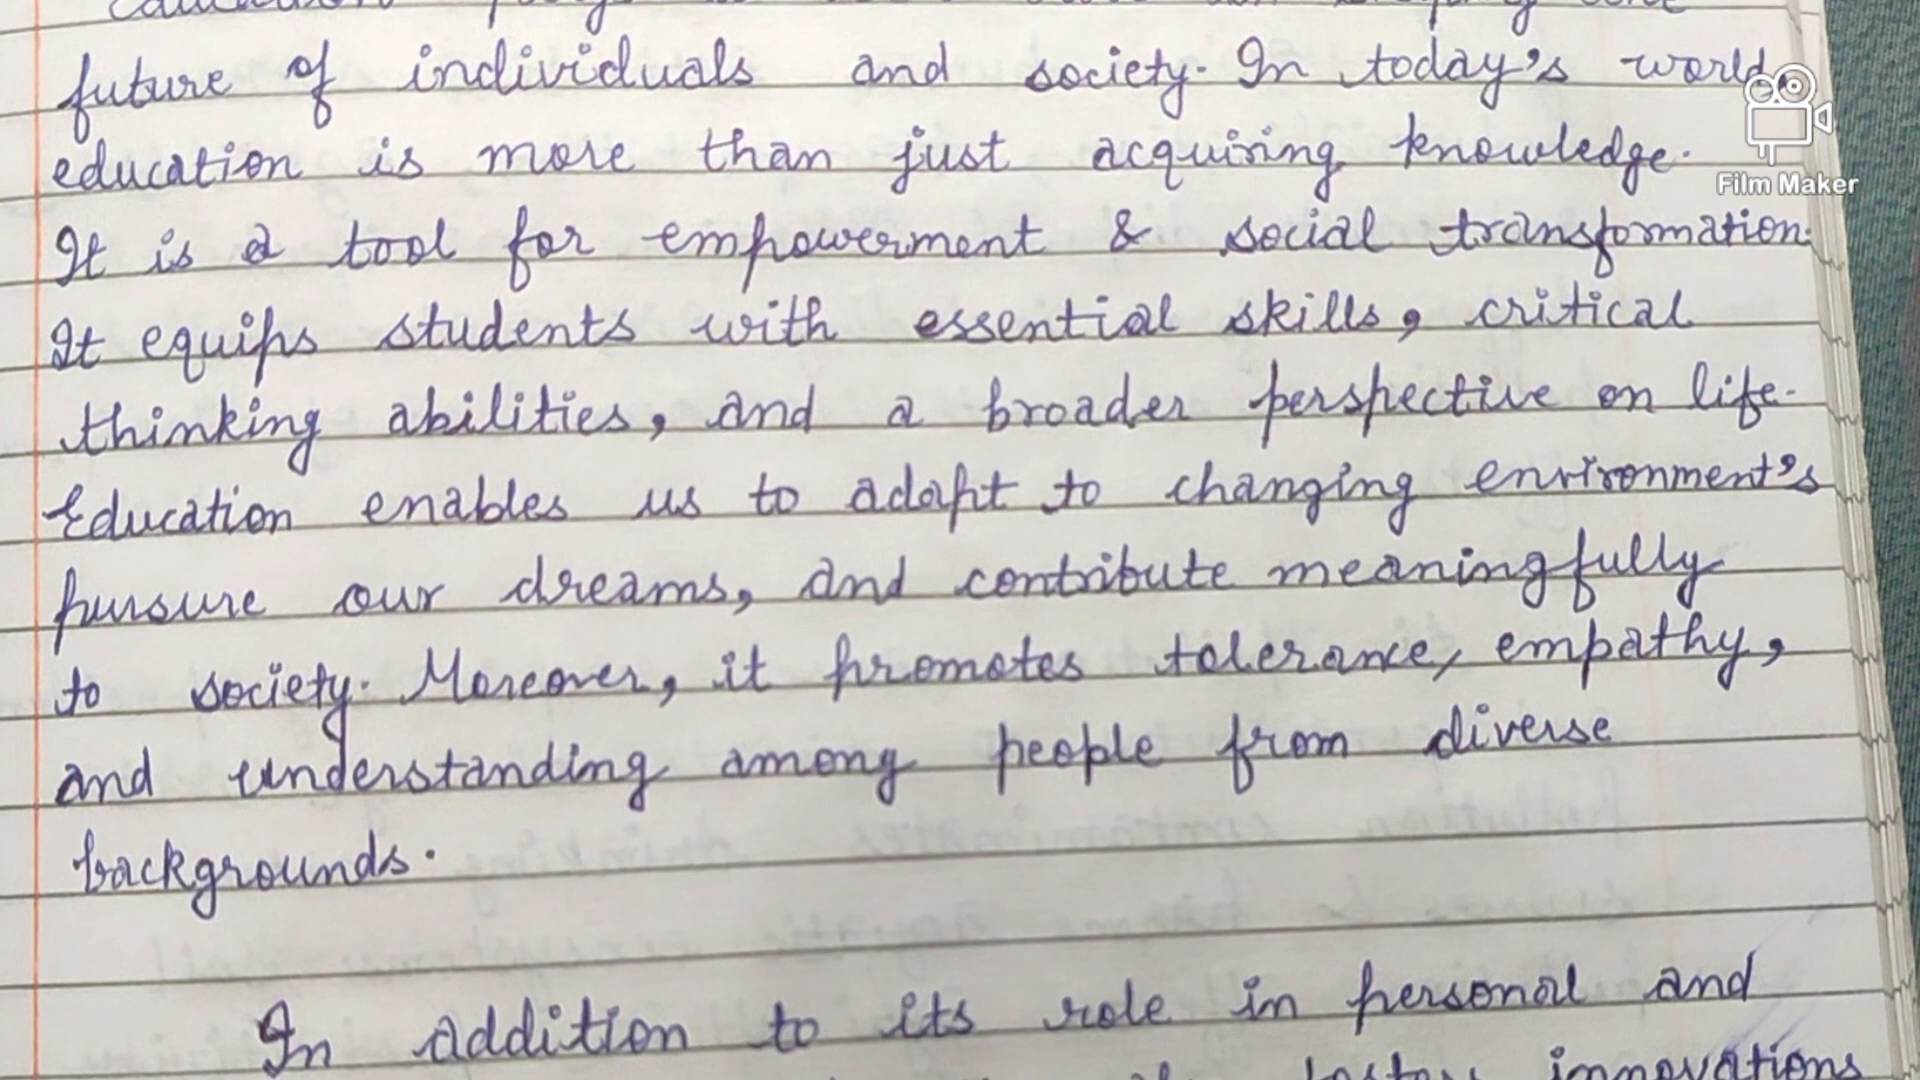 future of individuals and society. In today's world,
education is more than just acquiring knowledge.
Film Maker
It is a tool for empowerment & social transformation.
It equips students with essential skills, critical
thinking abilities, and a broader perspective on life.
Education enables us to adapt to changing environment's
pursure our dreams, and contribute meaningfully
to society. Moreover, it promotes tolerance, empathy,
and understanding among people from diverse
backgrounds.
In addition to its role in personal and
innovations